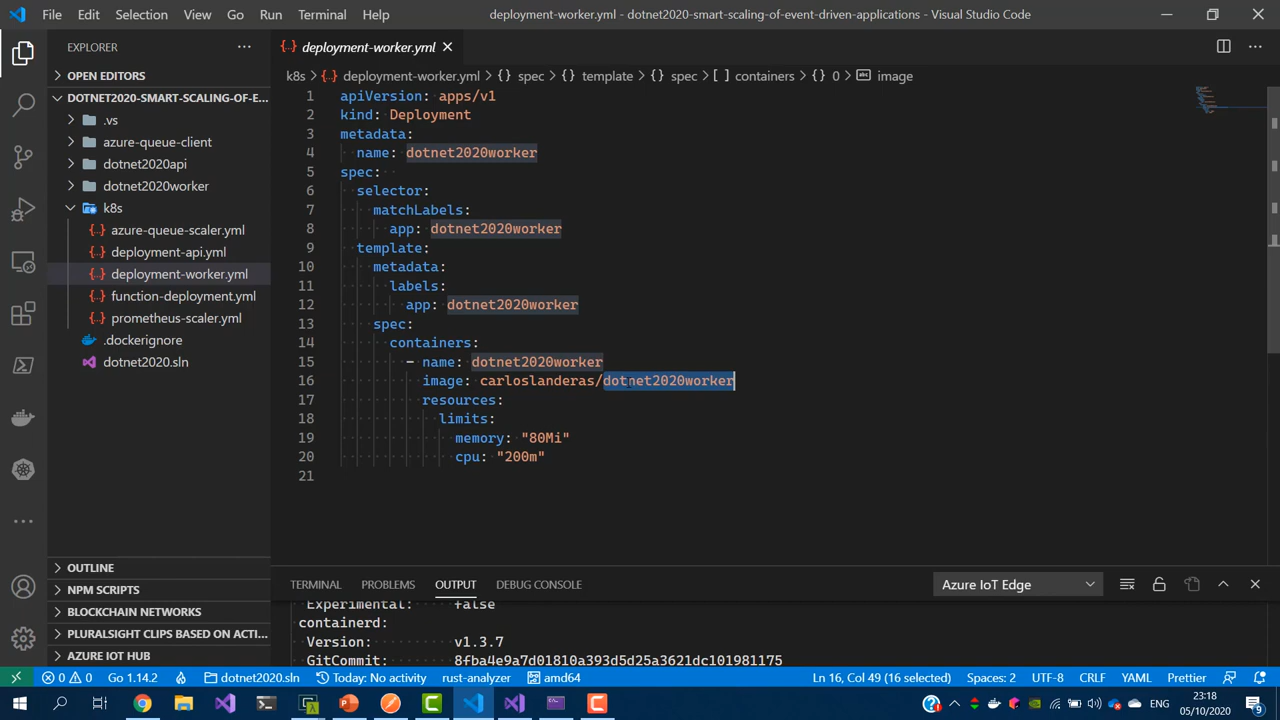 File Edit Selection View Go Run Terminal Help
deployment-worker.yml - dotnet2020-smart-scaling-of-event-driven-applications - Visual Studio Code
EXPLORER
OPEN EDITORS
DOTNET2020-SMART-SCALING-OF-E...
.vs
azure-queue-client
dotnet2020api
dotnet2020worker
k8s
azure-queue-scaler.yml
deployment-api.yml
deployment-worker.yml
function-deployment.yml
prometheus-scaler.yml
.dockerignore
dotnet2020.sln
OUTLINE
NPM SCRIPTS
BLOCKCHAIN NETWORKS
PLURALSIGHT CLIPS BASED ON ACTI...
AZURE IOT HUB
deployment-worker.yml
k8s > deployment-worker.yml > {} spec > {} template > {} spec > [ ] containers > {} 0 > image
1 apiVersion: apps/v1
2 kind: Deployment
3 metadata:
4 name: dotnet2020worker
5 spec:
6 selector:
7 matchLabels:
8 app: dotnet2020worker
9 template:
10 metadata:
11 labels:
12 app: dotnet2020worker
13 spec:
14 containers:
15 - name: dotnet2020worker
16 image: carloslanderas/dotnet2020worker
17 resources:
18 limits:
19 memory: "80Mi"
20 cpu: "200m"
21
TERMINAL PROBLEMS OUTPUT DEBUG CONSOLE
Azure IoT Edge
Experimental: false
containerd:
Version: v1.3.7
GitCommit: 8fba4e9a7d01810a393d5d25a3621dc101981175
0 0 Go 1.14.2 dotnet2020.sln Today: No activity rust-analyzer amd64
Ln 16, Col 49 (16 selected) Spaces: 2 UTF-8 CRLF YAML Prettier
ENG
23:18
05/10/2020
9